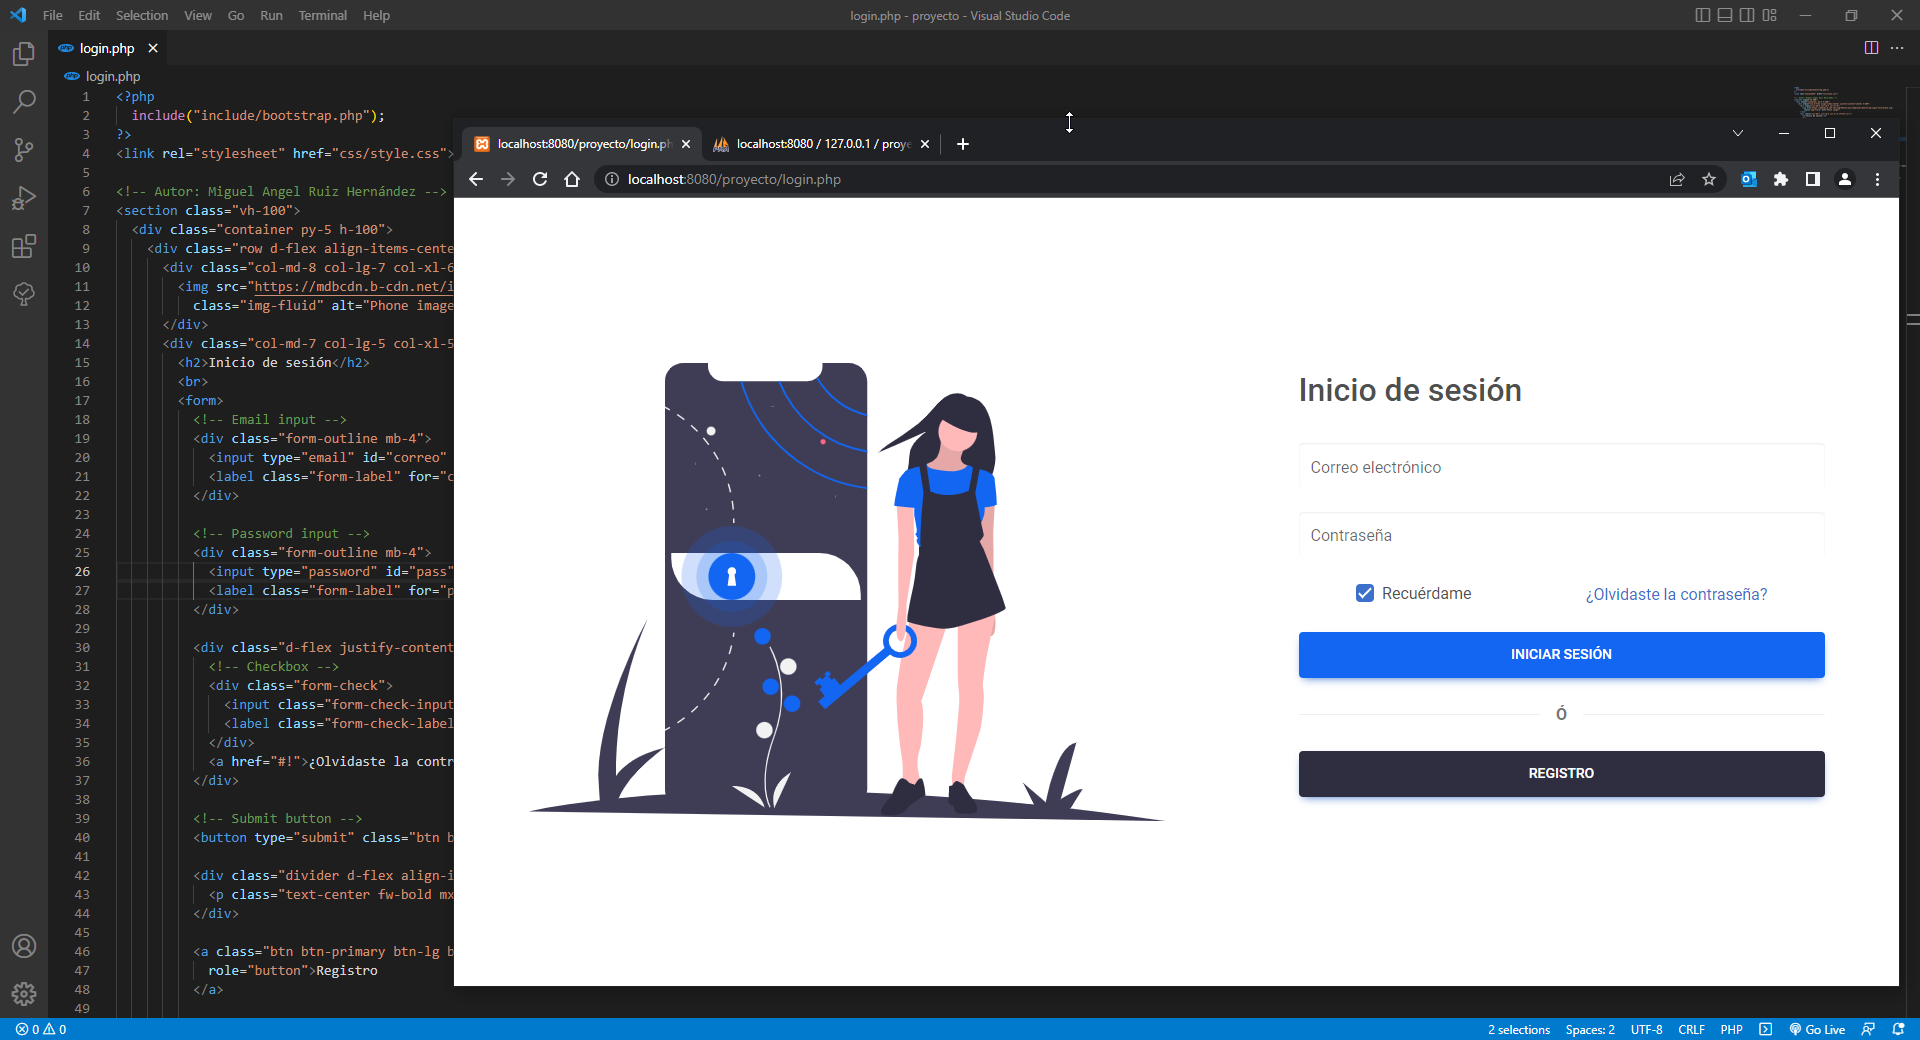 File Edit Selection View Go Run Terminal Help
login.php - proyecto - Visual Studio Code
login.php
login.php
1 <?php
2 include("include/bootstrap.php");
3 ?>
4 <link rel="stylesheet" href="css/style.css">
5
6 <!-- Autor: Miguel Angel Ruiz Hernández -->
7 <section class="vh-100">
8 <div class="container py-5 h-100">
9 <div class="row d-flex align-items-cente
10 <div class="col-md-8 col-lg-7 col-xl-6
11 <img src="https://mdbcdn.b-cdn.net/i
12 class="img-fluid" alt="Phone image
13 </div>
14 <div class="col-md-7 col-lg-5 col-xl-5
15 <h2>Inicio de sesión</h2>
16 <br>
17 <form>
18 <!-- Email input -->
19 <div class="form-outline mb-4">
20 <input type="email" id="correo"
21 <label class="form-label" for="c
22 </div>
23
24 <!-- Password input -->
25 <div class="form-outline mb-4">
26 <input type="password" id="pass"
27 <label class="form-label" for="p
28 </div>
29
30 <div class="d-flex justify-content
31 <!-- Checkbox -->
32 <div class="form-check">
33 <input class="form-check-input
34 <label class="form-check-label
35 </div>
36 <a href="#!">¿Olvidaste la contr
37 </div>
38
39 <!-- Submit button -->
40 <button type="submit" class="btn b
41
42 <div class="divider d-flex align-i
43 <p class="text-center fw-bold mx
44 </div>
45
46 <a class="btn btn-primary btn-lg b
47 role="button">Registro
48 </a>
49
localhost:8080/proyecto/login.ph
localhost:8080 / 127.0.0.1 / proye
localhost:8080/proyecto/login.php
Inicio de sesión
Correo electrónico
Contraseña
Recuérdame
¿Olvidaste la contraseña?
INICIAR SESIÓN
Ó
REGISTRO
0 0
2 selections Spaces: 2 UTF-8 CRLF PHP Go Live